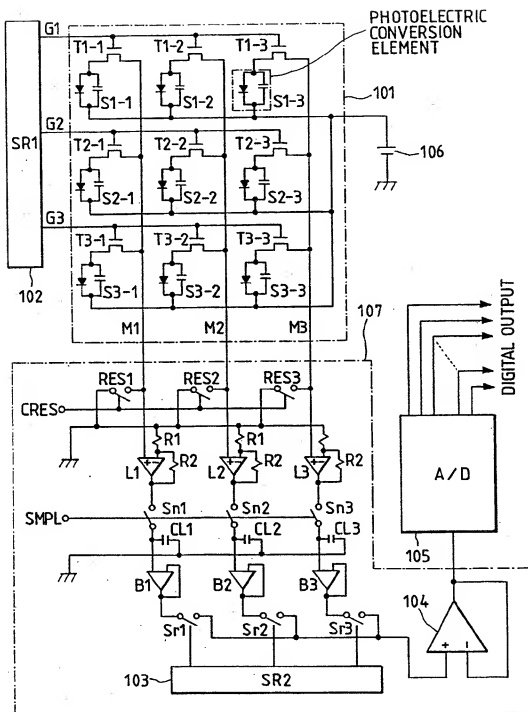 PHOTOELECTRIC
CONVERSION
ELEMENT
G1
T1-1 T1-2 T1-3
101
S1-1 S1-2 S1-3
SR1
G2
T2-1 T2-2 T2-3
106
S2-1 S2-2 S2-3
G3
T3-1 T3-2 T3-3
102
S3-1 S3-2 S3-3
M1 M2 M3
107
DIGITAL OUTPUT
RES1 RES2 RES3
CRES
R1 R1
R2 R2 R2
L1 L2 L3
A/D
Sn1 Sn2 Sn3
SMPL
CL1 CL2 CL3
105
B1 B2 B3
104
Sr1 Sr2 Sr3
+ -
103
SR2